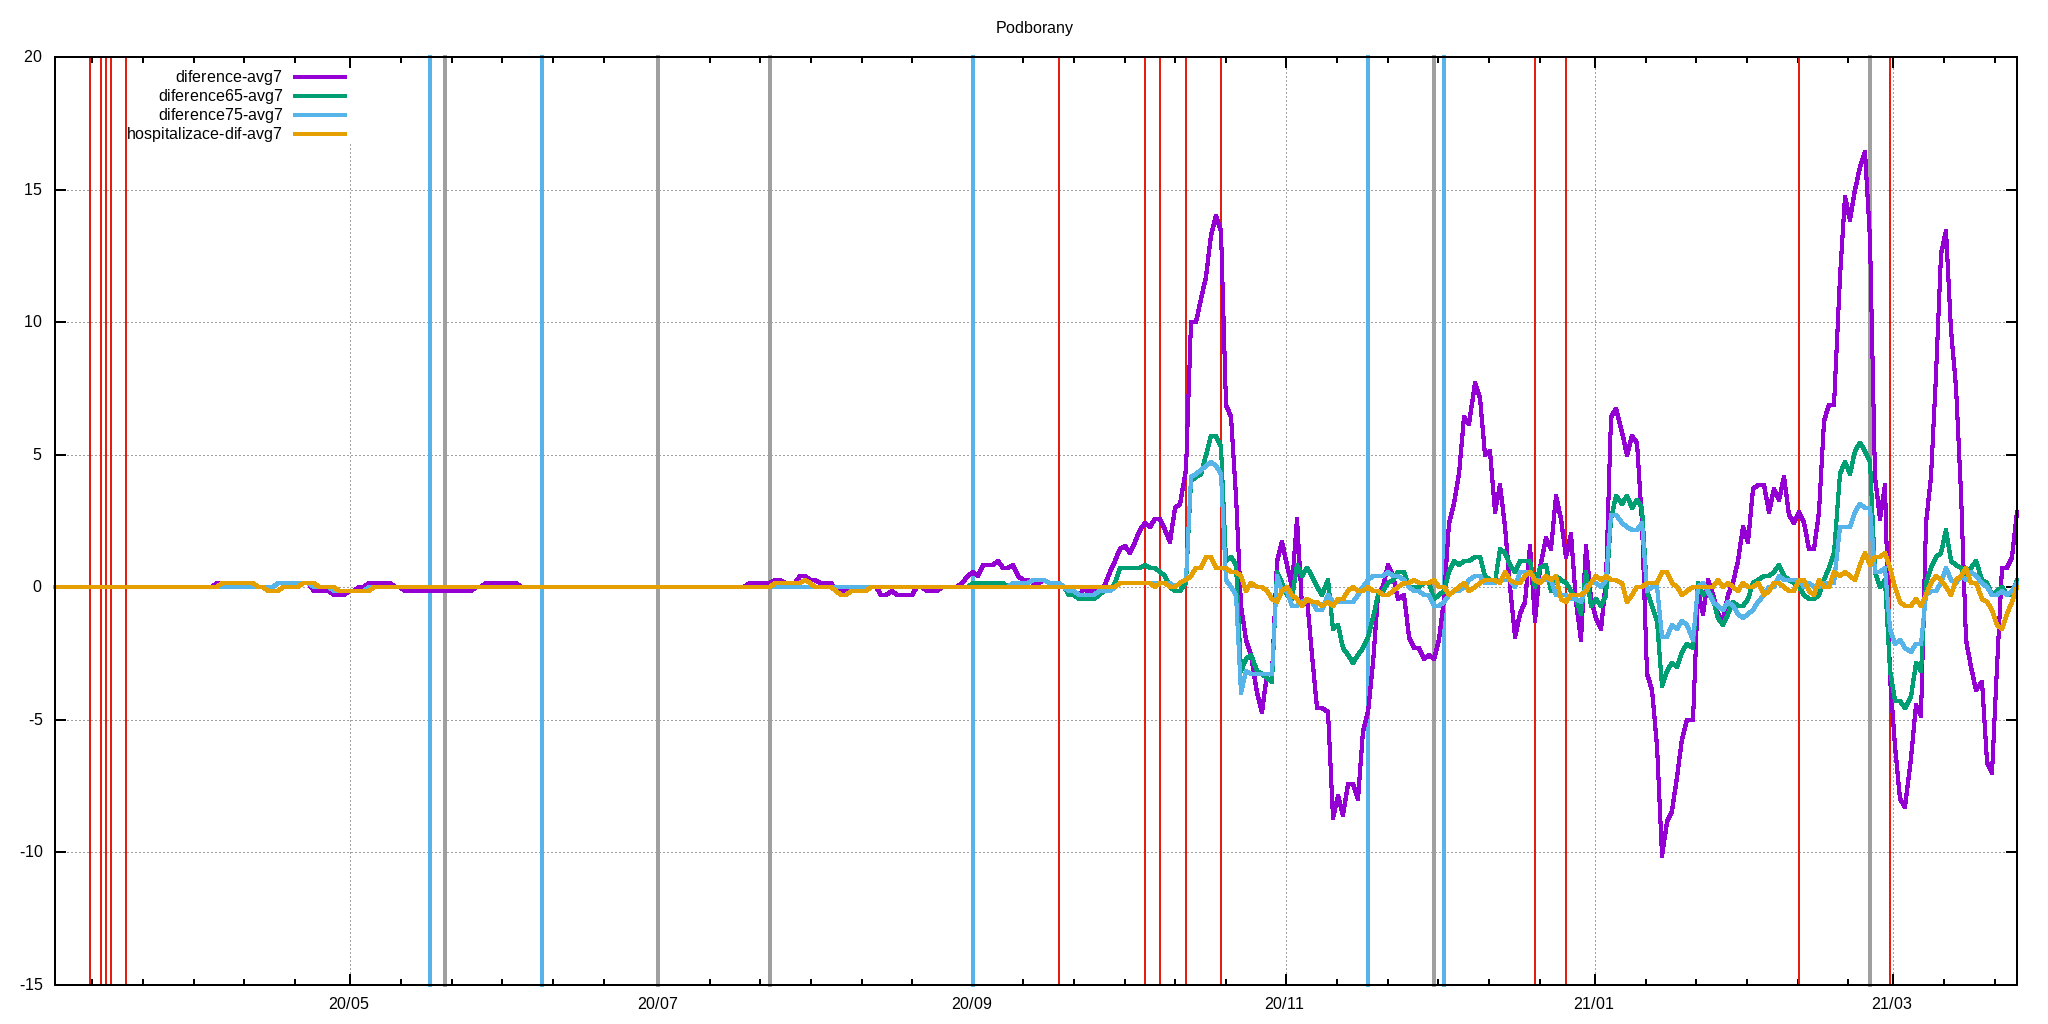 Podborany
20
diference-avg7
diference65-avg7
diference75-avg7
hospitalizace-dif-avg7
15
10
5
0
-5
-10
-15
20/05
20/07
20/09
20/11
21/01
21/03